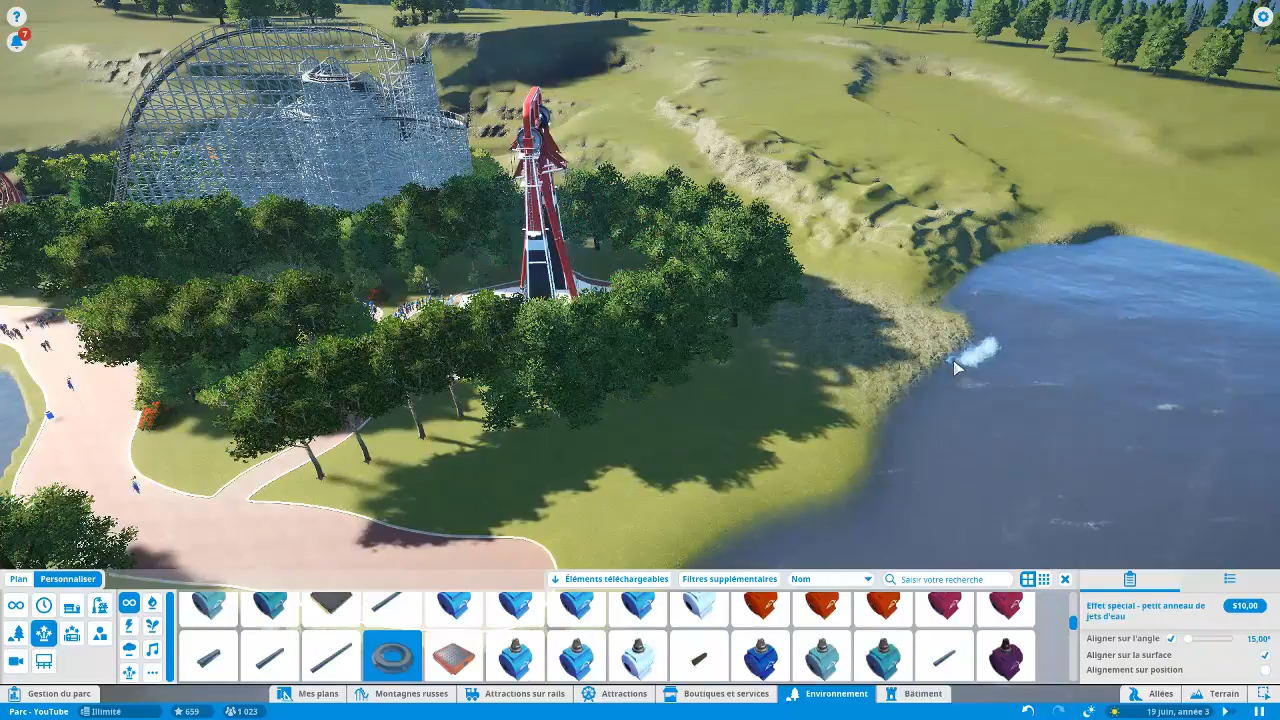 ?
7
Plan
Personnaliser
Éléments téléchargeables
Filtres supplémentaires
Nom
Saisir votre recherche
Effet special - petit anneau de
jets d'eau
$10,00
Aligner sur l'angle
15,00°
Aligner sur la surface
Alignement sur position
Gestion du parc
Mes plans
Montagnes russes
Attractions sur rails
Attractions
Boutiques et services
Environnement
Bâtiment
Allées
Terrain
Parc - YouTube
Illimité
659
1 023
19 juin, année 3